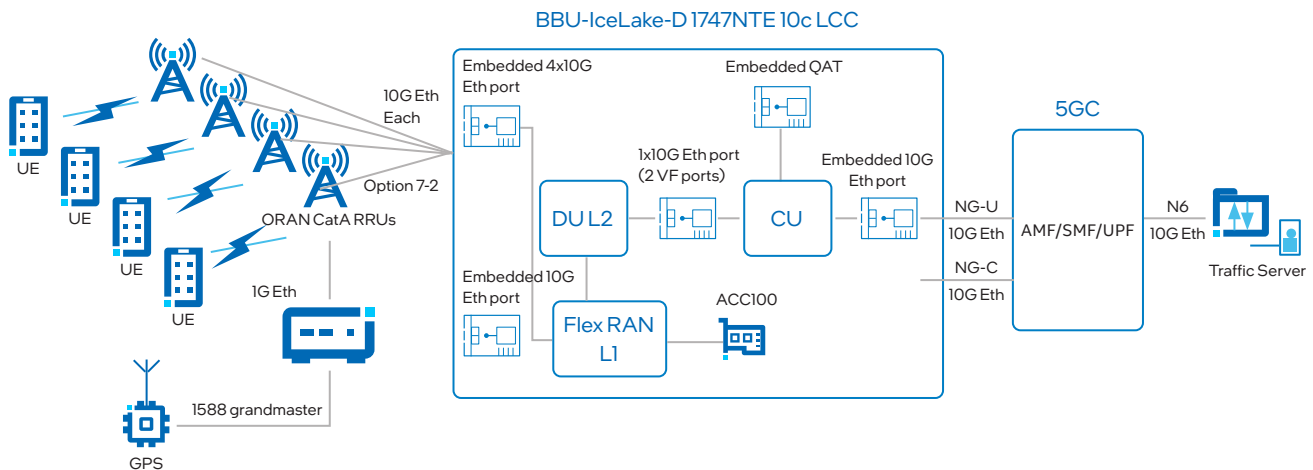 BBU-IceLake-D 1747NTE 10c LCC
UE
UE
UE
UE
ORAN CatA RRUs
10G Eth
Each
Option 7-2
1G Eth
1588 grandmaster
GPS
Embedded 4x10G
Eth port
Embedded 10G
Eth port
DU L2
Flex RAN
L1
1x10G Eth port
(2 VF ports)
ACC100
Embedded QAT
CU
Embedded 10G
Eth port
NG-U
10G Eth
NG-C
10G Eth
5GC
AMF/SMF/UPF
N6
10G Eth
Traffic Server